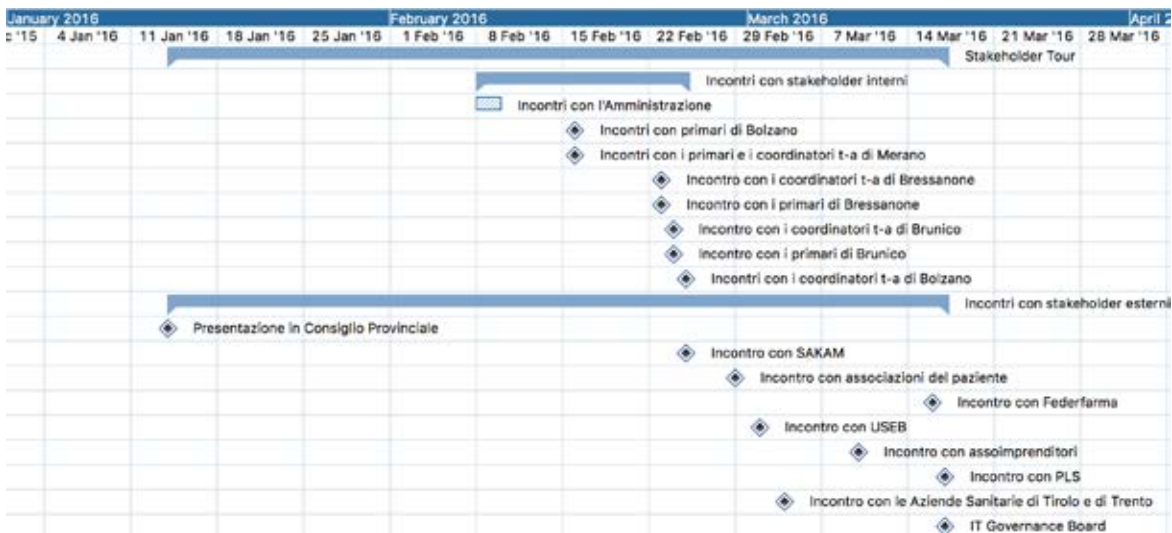 January 2016 February 2016 March 2016 April 2
c '15 4 Jan '16 11 Jan '16 18 Jan '16 25 Jan '16 1 Feb '16 8 Feb '16 15 Feb '16 22 Feb '16 29 Feb '16 7 Mar '16 14 Mar '16 21 Mar '16 28 Mar '16
Stakeholder Tour
Incontri con stakeholder interni
Incontri con l'Amministrazione
Incontri con primari di Bolzano
Incontri con i primari e i coordinatori t-a di Merano
Incontro con i coordinatori t-a di Bressanone
Incontro con i primari di Bressanone
Incontro con i coordinatori t-a di Brunico
Incontro con i primari di Brunico
Incontri con i coordinatori t-a di Bolzano
Incontri con stakeholder esterni
Presentazione in Consiglio Provinciale
Incontro con SAKAM
Incontro con associazioni del paziente
Incontro con Federfarma
Incontro con USEB
Incontro con assoimprenditori
Incontro con PLS
Incontro con le Aziende Sanitarie di Tirolo e di Trento
IT Governance Board